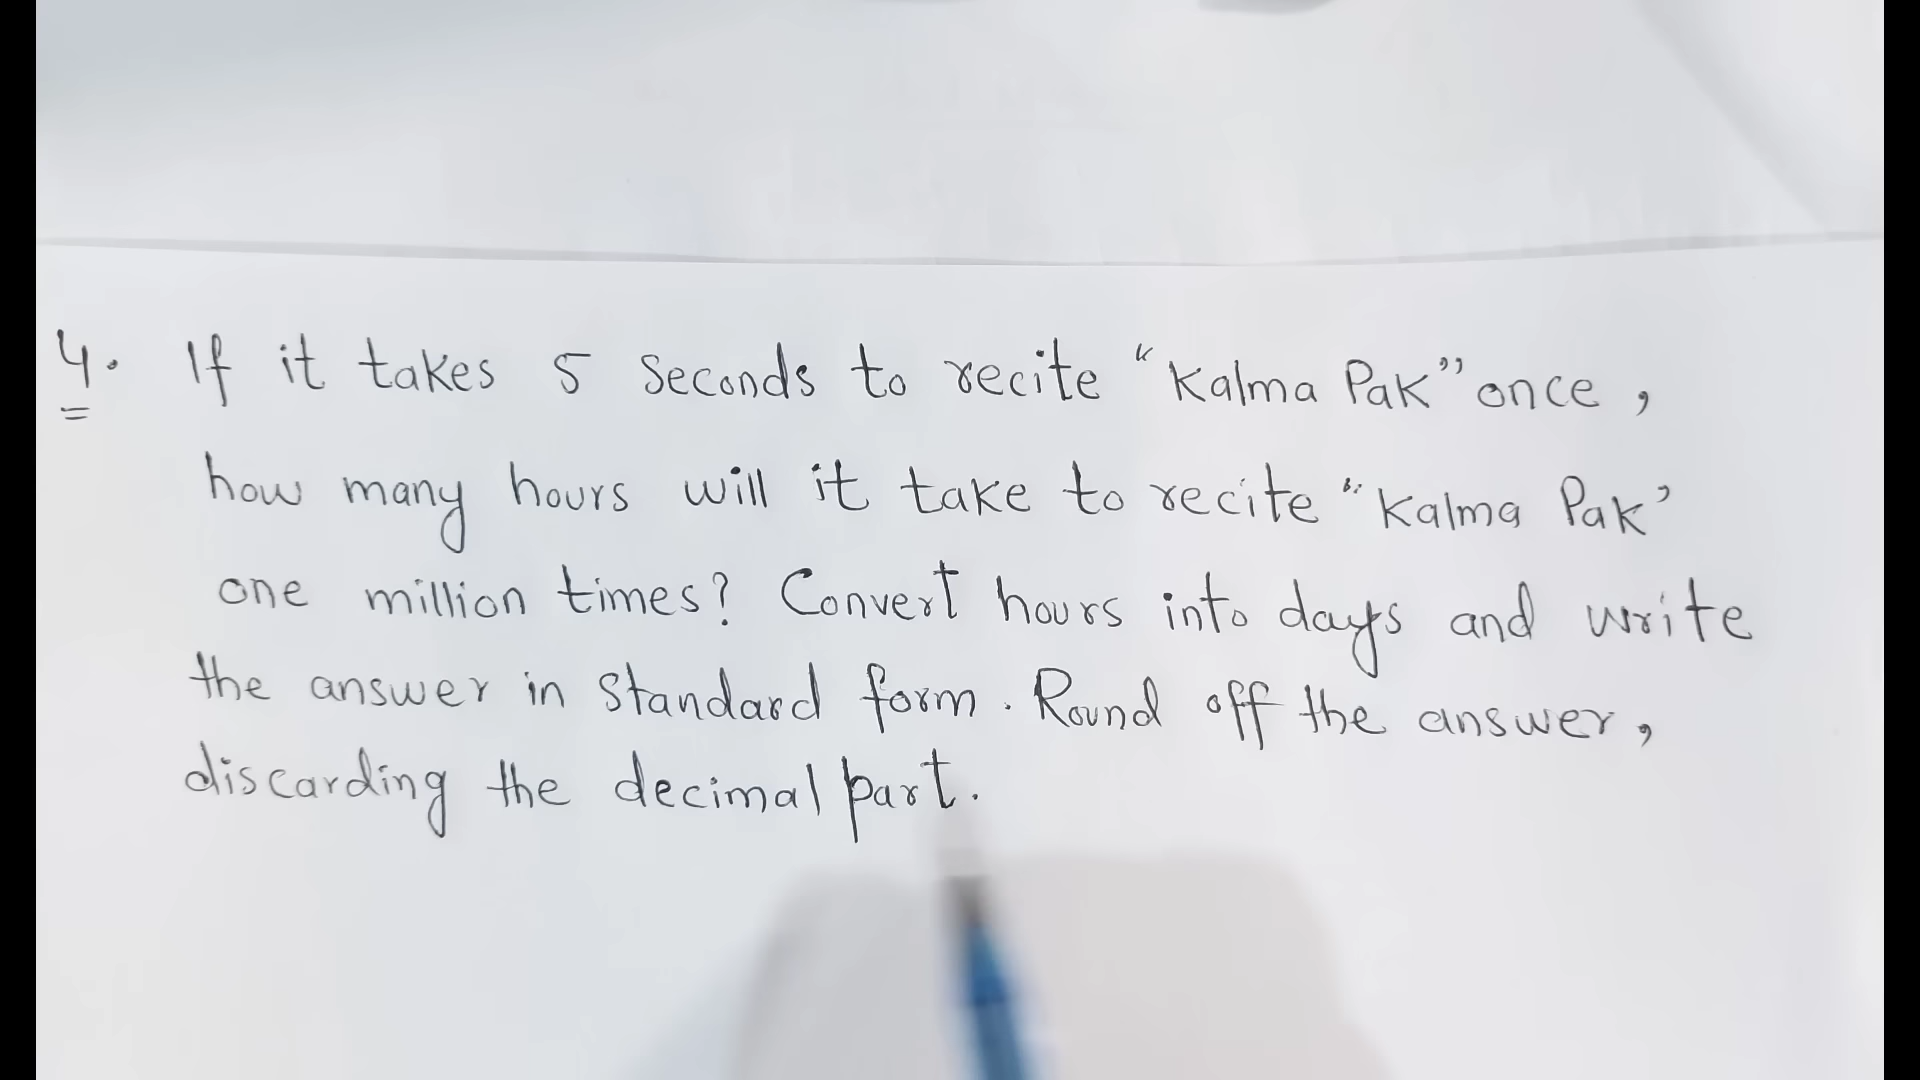 4. If it takes 5 seconds to recite "Kalma Pak" once,
how many hours will it take to recite "Kalma Pak'
one million times? Convert hours into days and write
the answer in standard form. Round off the answer,
discarding the decimal part.